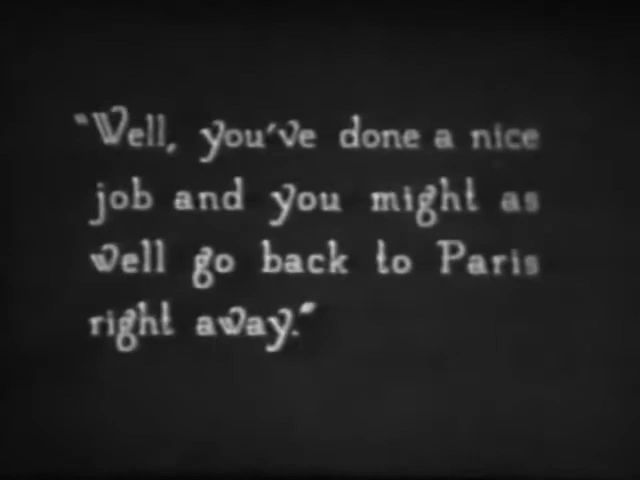 "Well, you've done a nice
job and you might as
well go back to Paris
right away."